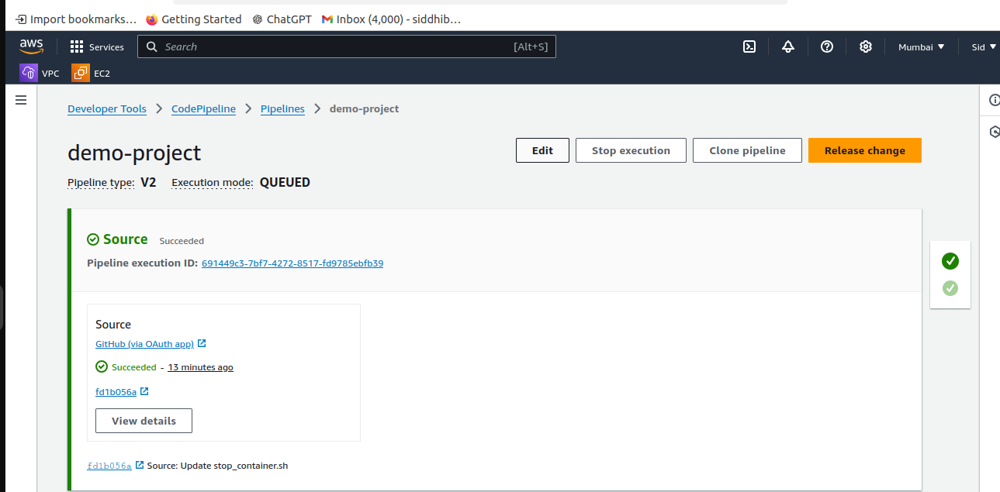 Import bookmarks... Getting Started ChatGPT Inbox (4,000) - siddhib...
aws Services Search [Alt+S] Mumbai Sid
VPC EC2
Developer Tools CodePipeline Pipelines demo-project
demo-project Edit Stop execution Clone pipeline Release change
Pipeline type: V2 Execution mode: QUEUED
Source Succeeded
Pipeline execution ID: 691449c3-7bf7-4272-8517-fd9785ebfb39
Source
GitHub (via OAuth app)
Succeeded - 13 minutes ago
fd1b056a
View details
fd1b056a Source: Update stop_container.sh